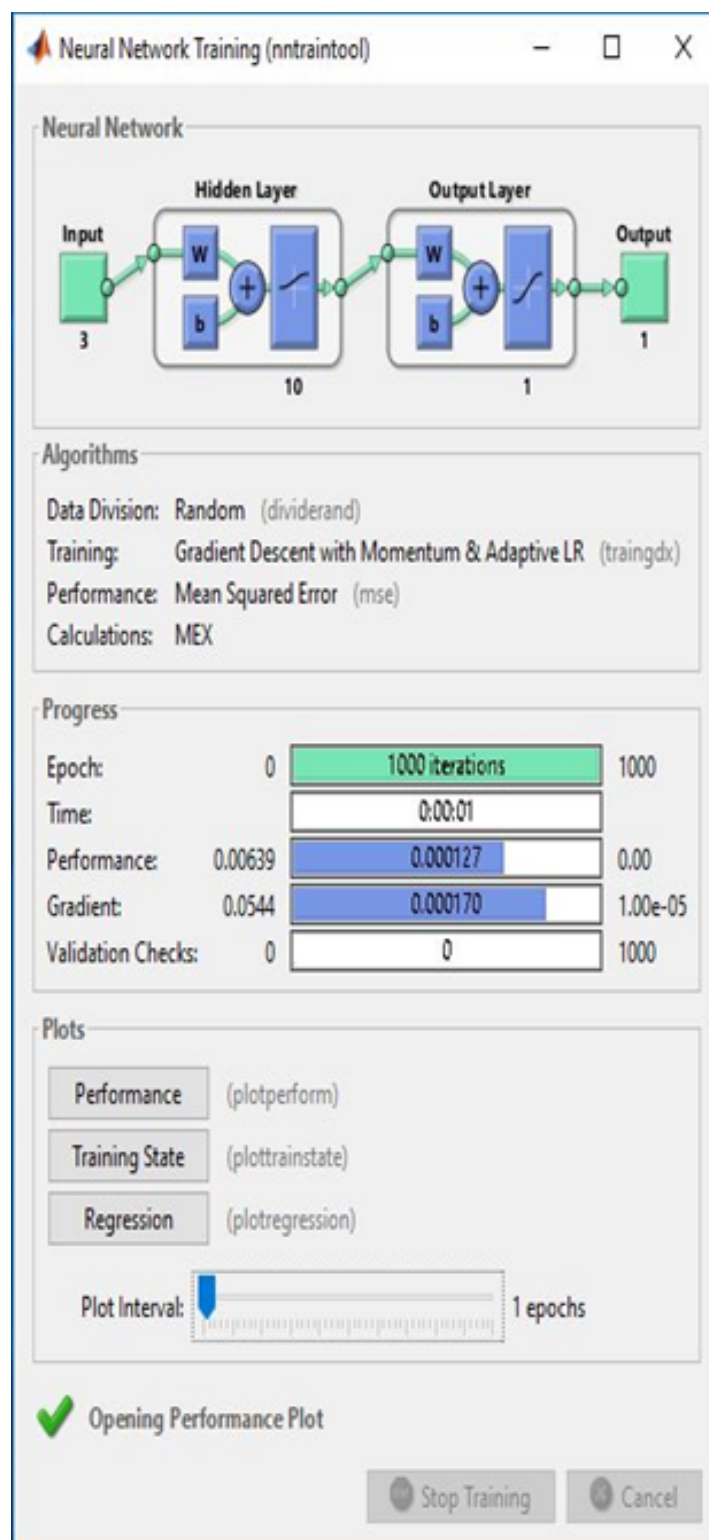 Neural Network Training (nntraintool)
Neural Network
Hidden Layer Output Layer
Input Output
W W
b b
3 1
10 1
Algorithms
Data Division: Random (dividerand)
Training: Gradient Descent with Momentum & Adaptive LR (traingdx)
Performance: Mean Squared Error (mse)
Calculations: MEX
Progress
Epoch: 0 1000 iterations 1000
Time: 0:00:01
Performance: 0.00639 0.000127 0.00
Gradient: 0.0544 0.000170 1.00e-05
Validation Checks: 0 0 1000
Plots
Performance (plotperform)
Training State (plottrainstate)
Regression (plotregression)
Plot Interval: 1 epochs
Opening Performance Plot
Stop Training Cancel